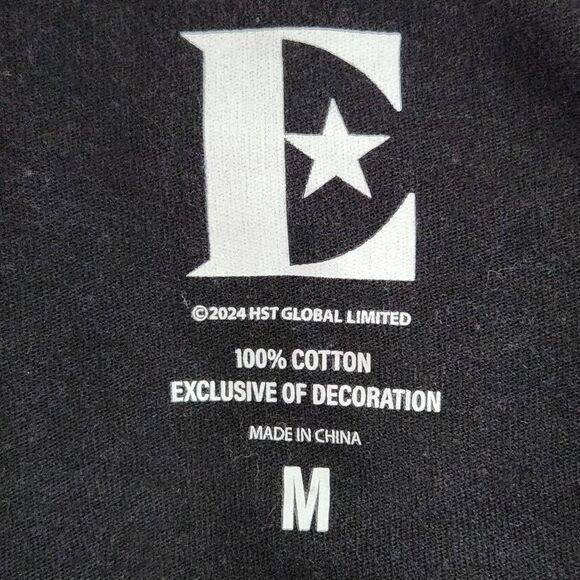 E
©2024 HST GLOBAL LIMITED
100% COTTON
EXCLUSIVE OF DECORATION
MADE IN CHINA
M